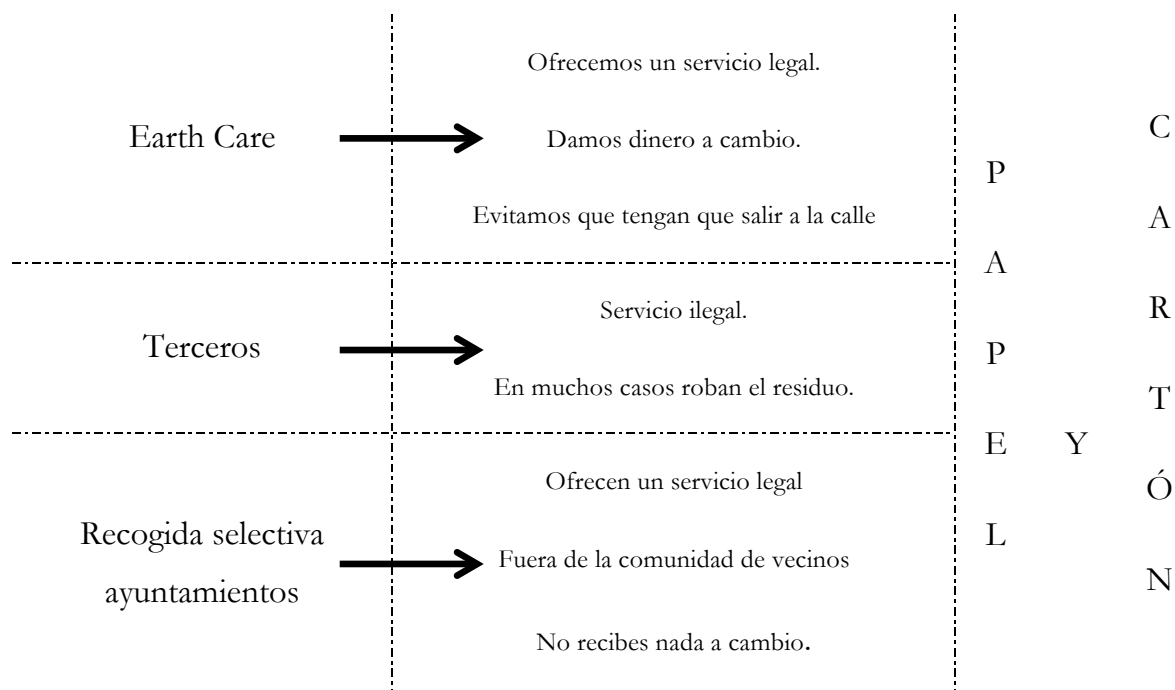 Earth Care
Ofrecemos un servicio legal.
Damos dinero a cambio.
Evitamos que tengan que salir a la calle
Terceros
Servicio ilegal.
En muchos casos roban el residuo.
Recogida selectiva
ayuntamientos
Ofrecen un servicio legal
Fuera de la comunidad de vecinos
No recibes nada a cambio.
PAPEL
Y
CARTÓN